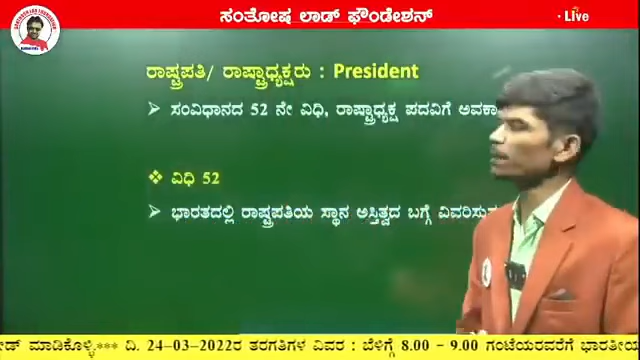 ಸಂತೋಷ ಲಾಡ್ ಫೌಂಡೇಶನ್
Live
ರಾಷ್ಟ್ರಪತಿ/ ರಾಷ್ಟ್ರಾಧ್ಯಕ್ಷರು : President
ಸಂವಿಧಾನದ 52 ನೇ ವಿಧಿ, ರಾಷ್ಟ್ರಾಧ್ಯಕ್ಷ ಪದವಿಗೆ
ವಿಧಿ 52
ಭಾರತದಲ್ಲಿ ರಾಷ್ಟ್ರಪತಿಯ ಸ್ಥಾನ ಅಸ್ತಿತ್ವದ ಬಗ್ಗೆ
ಮಾಡಿಕೊಳ್ಳಿ.*** ದಿ. 24-03-2022ರ ತರಗತಿಗಳ ವಿವರ : ಬೆಳಿಗ್ಗೆ 8.00 - 9.00 ಗಂಟೆಯರವರೆಗೆ